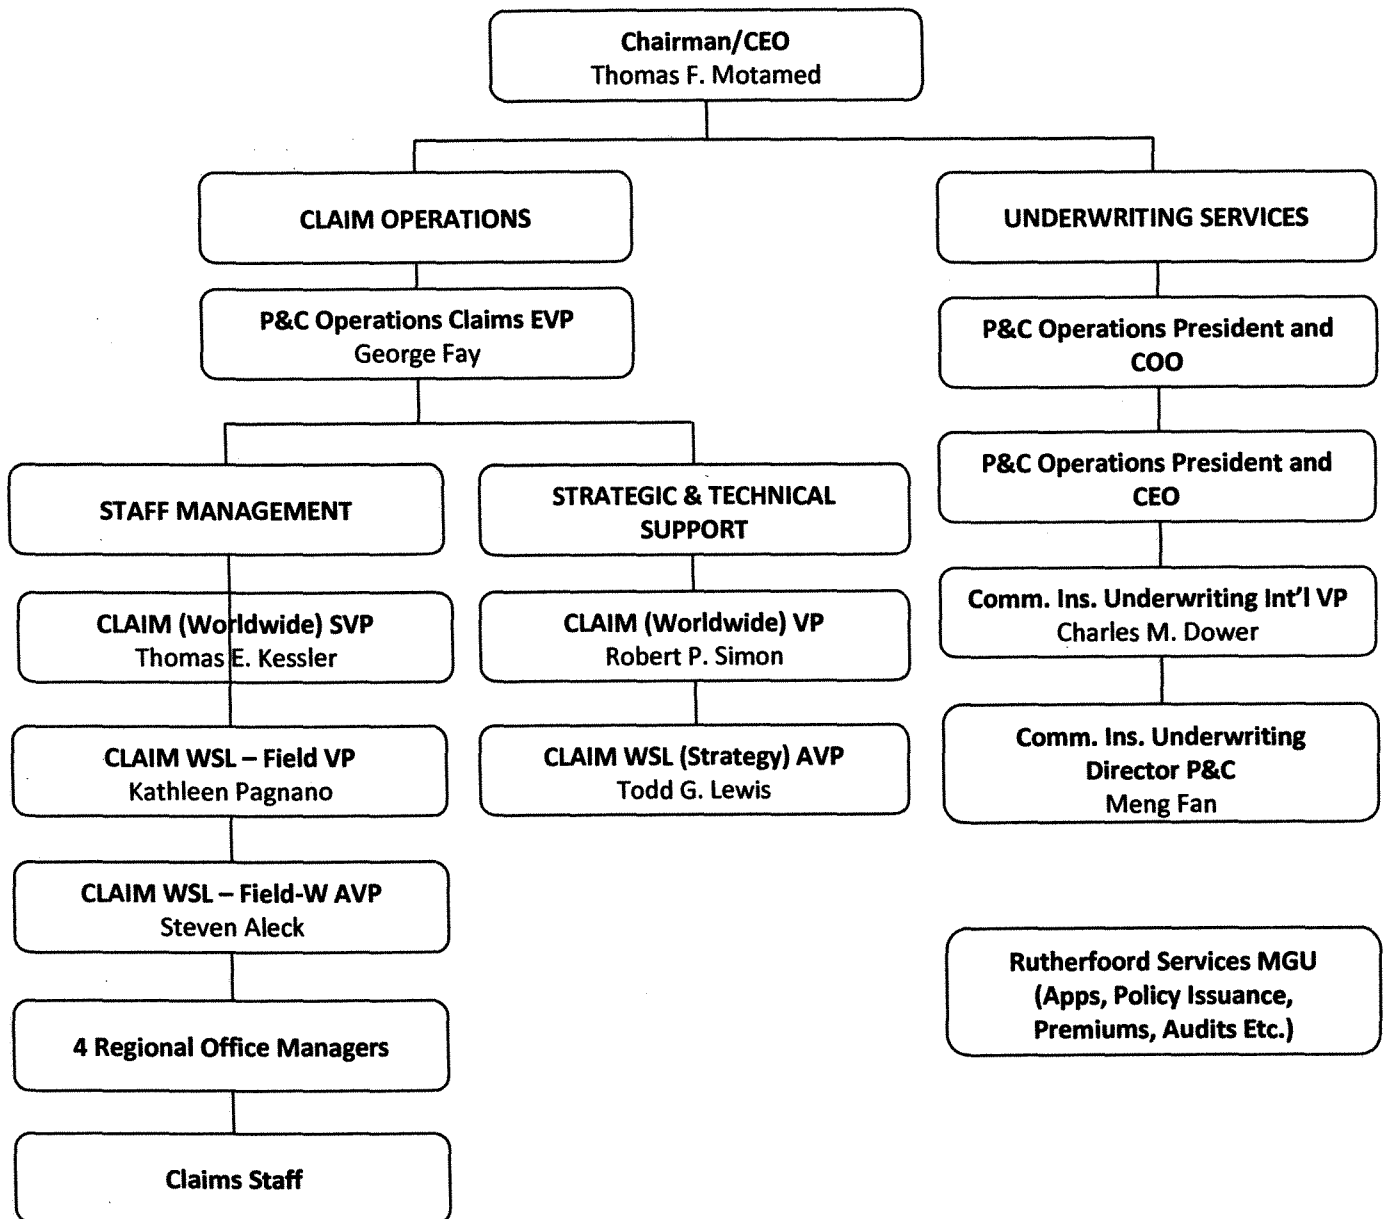 Chairman/CEO
Thomas F. Motamed
CLAIM OPERATIONS
UNDERWRITING SERVICES
P&C Operations Claims EVP
George Fay
P&C Operations President and
COO
P&C Operations President and
CEO
STAFF MANAGEMENT
STRATEGIC & TECHNICAL
SUPPORT
CLAIM (Worldwide) SVP
Thomas E. Kessler
CLAIM (Worldwide) VP
Robert P. Simon
Comm. Ins. Underwriting Int'l VP
Charles M. Dower
CLAIM WSL – Field VP
Kathleen Pagnano
CLAIM WSL (Strategy) AVP
Todd G. Lewis
Comm. Ins. Underwriting
Director P&C
Meng Fan
CLAIM WSL – Field-W AVP
Steven Aleck
Rutherfoord Services MGU
(Apps, Policy Issuance,
Premiums, Audits Etc.)
4 Regional Office Managers
Claims Staff